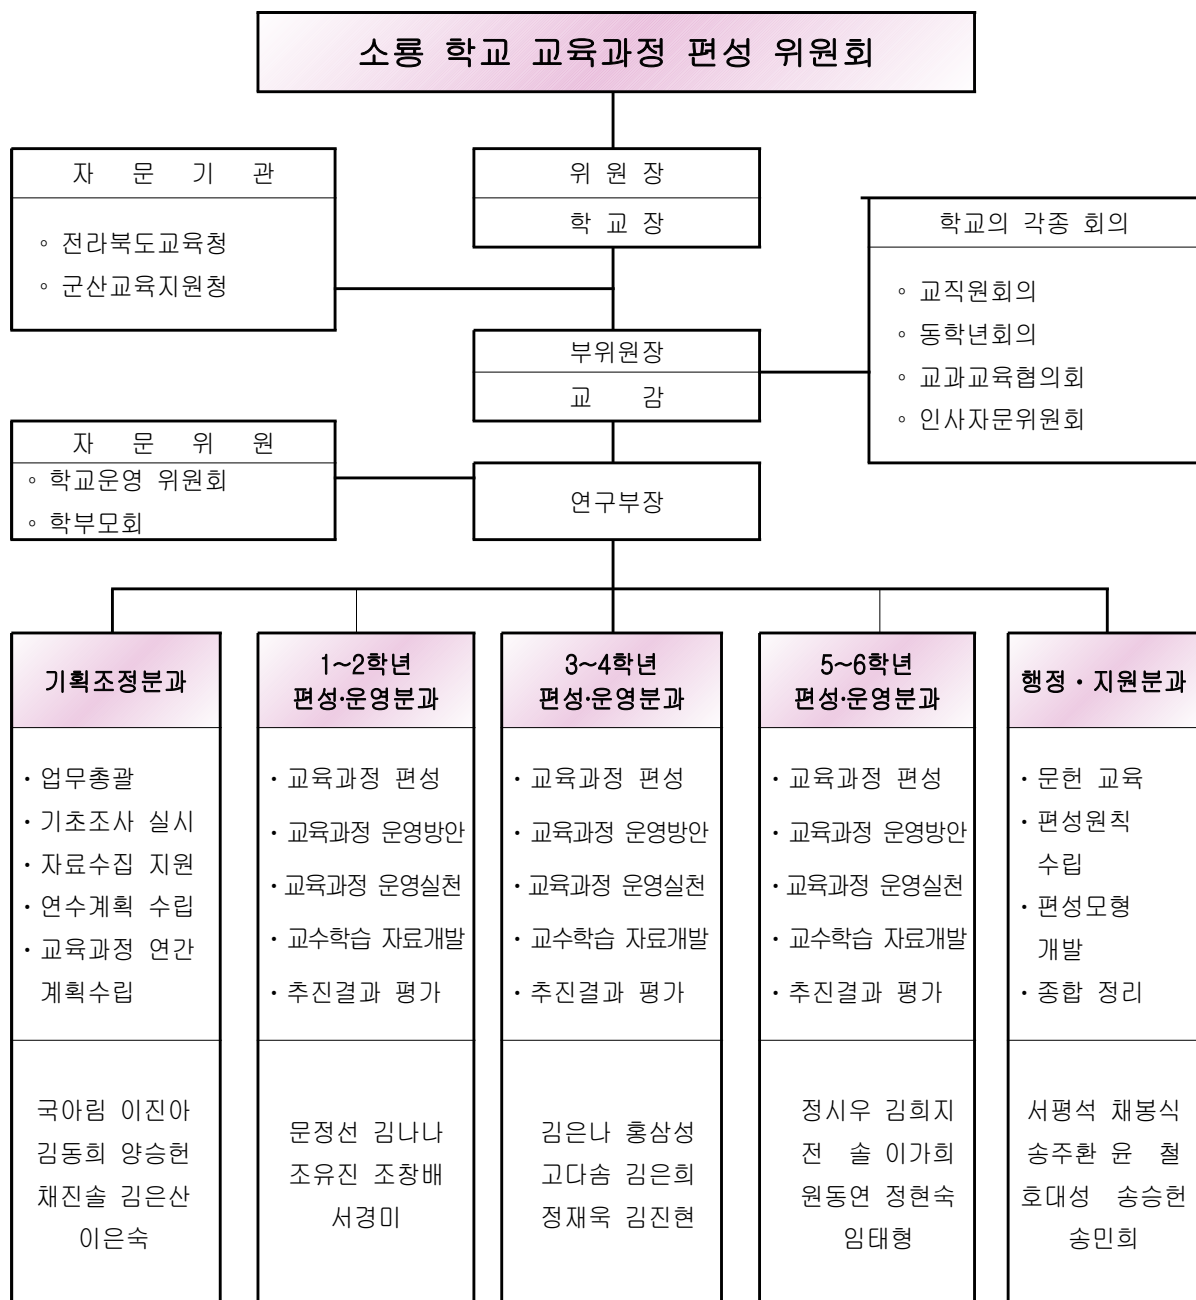 소룡 학교 교육과정 편성 위원회
자 문 기 관
◦ 전라북도교육청
◦ 군산교육지원청
위 원 장
학 교 장
학교의 각종 회의
◦ 교직원회의
◦ 동학년회의
◦ 교과교육협의회
◦ 인사자문위원회
부위원장
교 감
자 문 위 원
◦ 학교운영 위원회
◦ 학부모회
연구부장
기획조정분과
· 업무총괄
· 기초조사 실시
· 자료수집 지원
· 연수계획 수립
· 교육과정 연간
계획수립
국아림 이진아
김동희 양승헌
채진솔 김은산
이은숙
1~2학년
편성·운영분과
· 교육과정 편성
· 교육과정 운영방안
· 교육과정 운영실천
· 교수학습 자료개발
· 추진결과 평가
문정선 김나나
조유진 조창배
서경미
3~4학년
편성·운영분과
· 교육과정 편성
· 교육과정 운영방안
· 교육과정 운영실천
· 교수학습 자료개발
· 추진결과 평가
김은나 홍삼성
고다솜 김은희
정재욱 김진현
5~6학년
편성·운영분과
· 교육과정 편성
· 교육과정 운영방안
· 교육과정 운영실천
· 교수학습 자료개발
· 추진결과 평가
정시우 김희지
전 솔 이가희
원동연 정현숙
임태형
행정 · 지원분과
· 문헌 교육
· 편성원칙
수립
· 편성모형
개발
· 종합 정리
서평석 채봉식
송주환 윤 철
호대성 송승헌
송민희